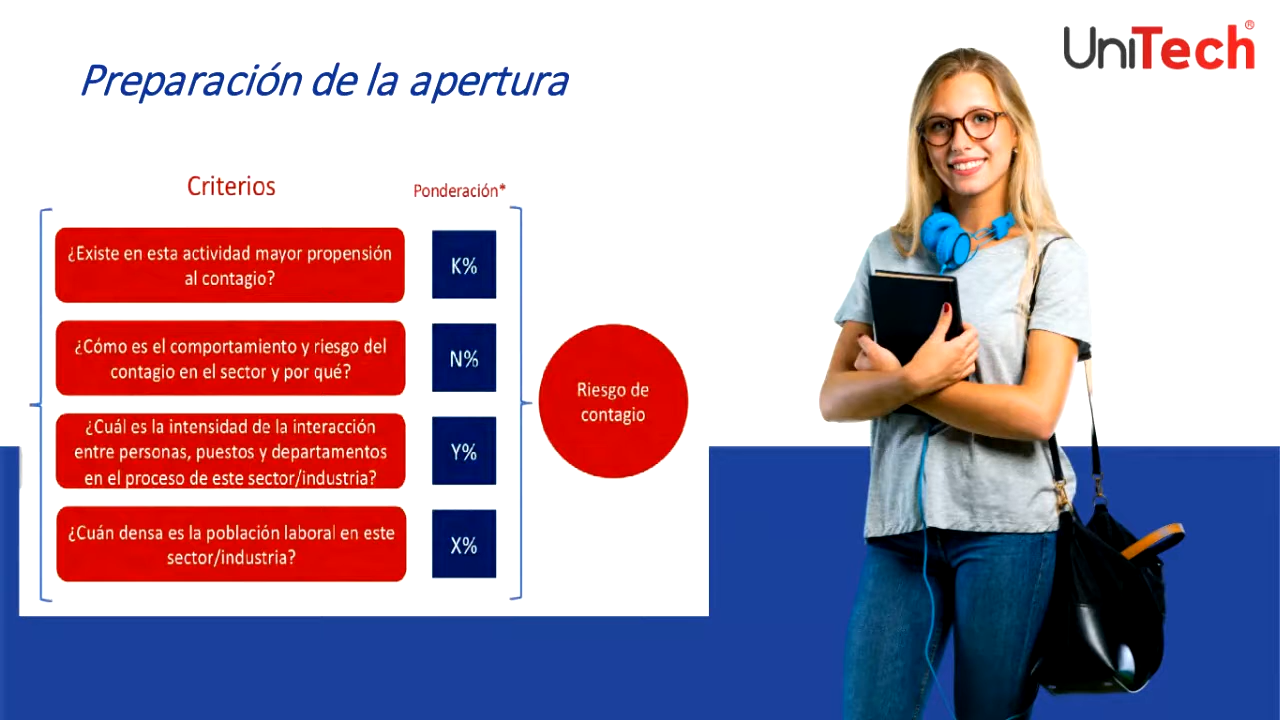 UniTech®
Preparación de la apertura
Criterios
Ponderación*
¿Existe en esta actividad mayor propensión
al contagio?
K%
¿Cómo es el comportamiento y riesgo del
contagio en el sector y por qué?
N%
¿Cuál es la intensidad de la interacción
entre personas, puestos y departamentos
en el proceso de este sector/industria?
Y%
¿Cuán densa es la población laboral en este
sector/industria?
X%
Riesgo de
contagio